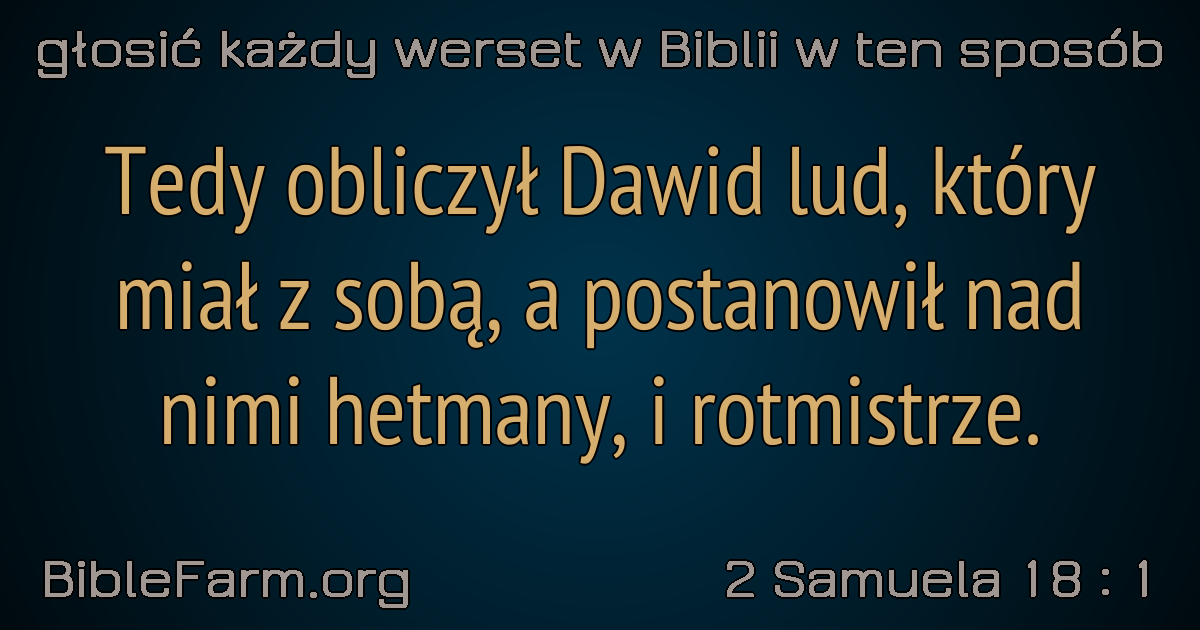 głosić każdy werset w Biblii w ten sposób
Tedy obliczył Dawid lud, który
miał z sobą, a postanowił nad
nimi hetmany, i rotmistrze.
BibleFarm.org
2 Samuela 18 : 1